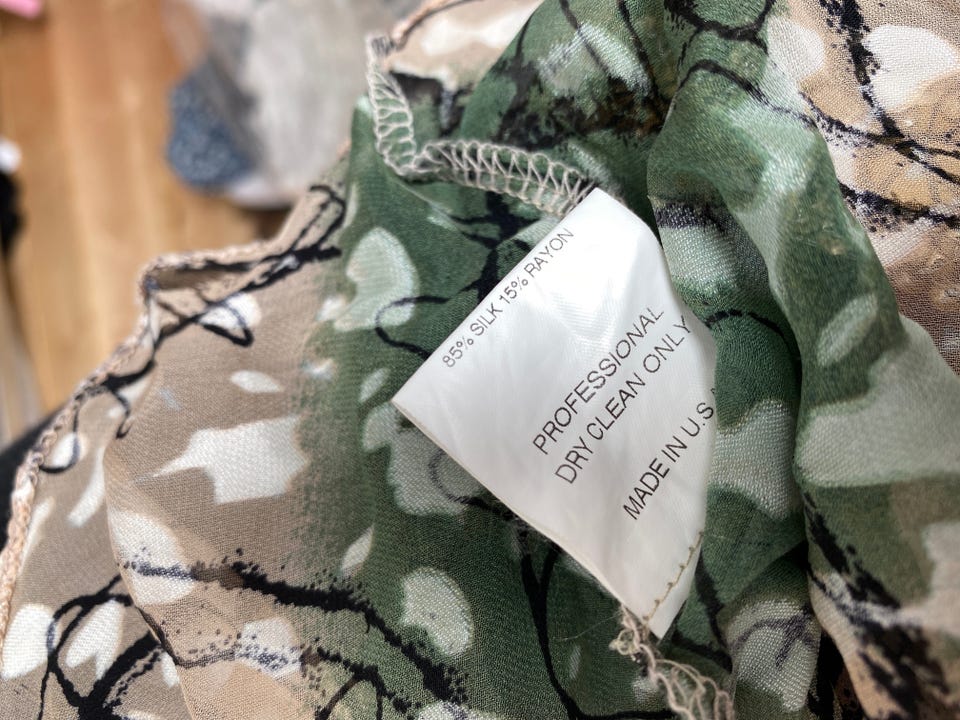 85% SILK 15% RAYON
PROFESSIONAL
DRY CLEAN ONLY
MADE IN U.S.